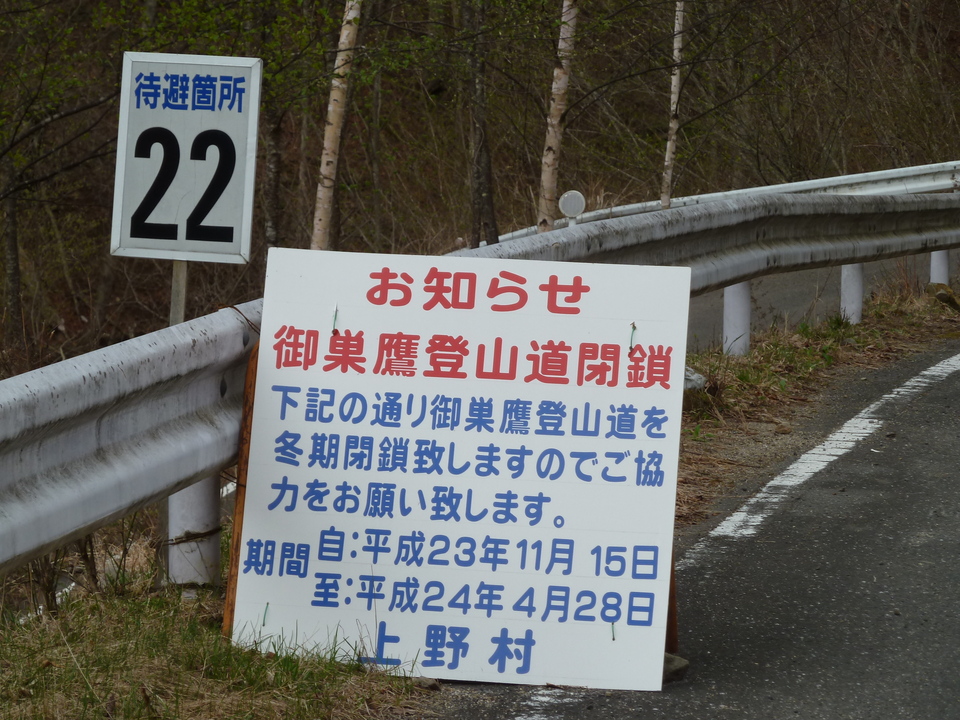 待避箇所
22
お知らせ
御巣鷹登山道閉鎖
下記の通り御巣鷹登山道を
冬期閉鎖致しますのでご協
力をお願い致します。
期間 自:平成23年11月15日
至:平成24年4月28日
上野村